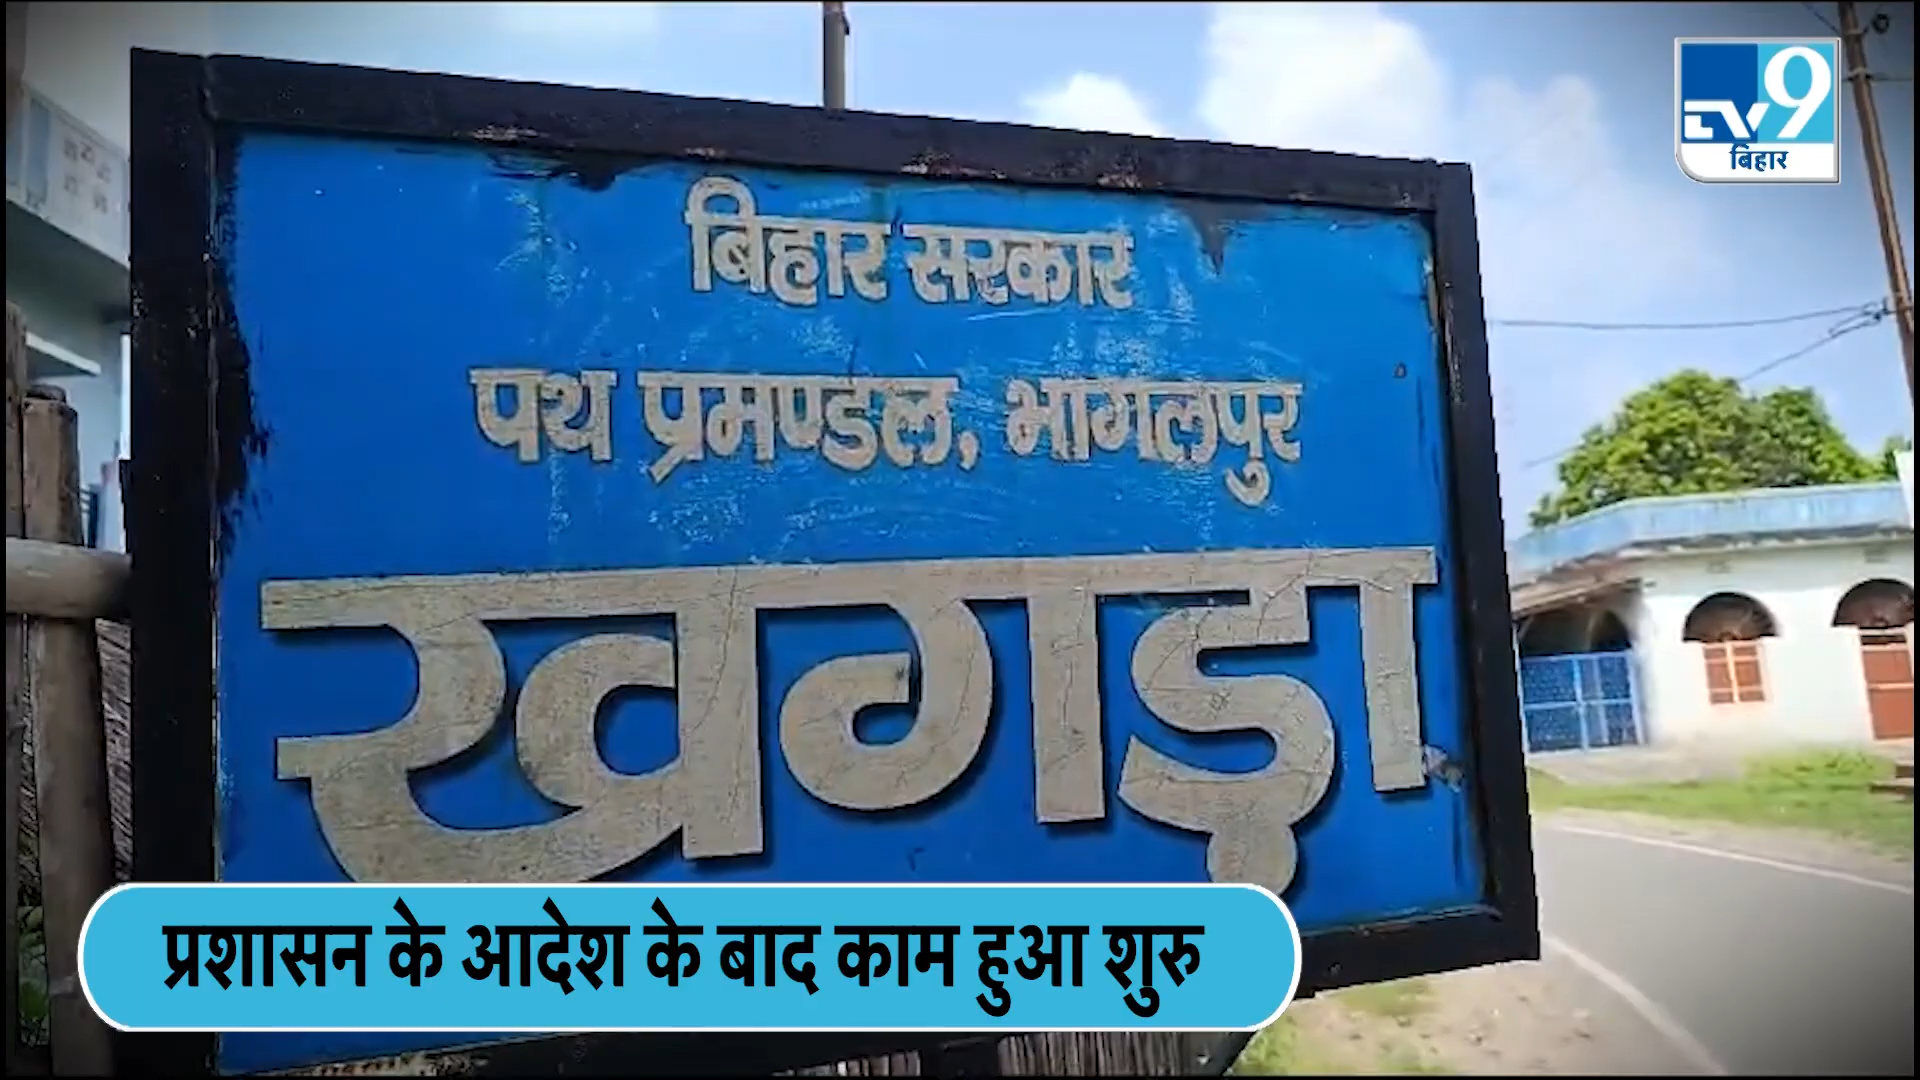 TV9
बिहार
बिहार सरकार
पथ प्रमण्डल, भागलपुर
खगड़ा
प्रशासन के आदेश के बाद काम हुआ शुरु